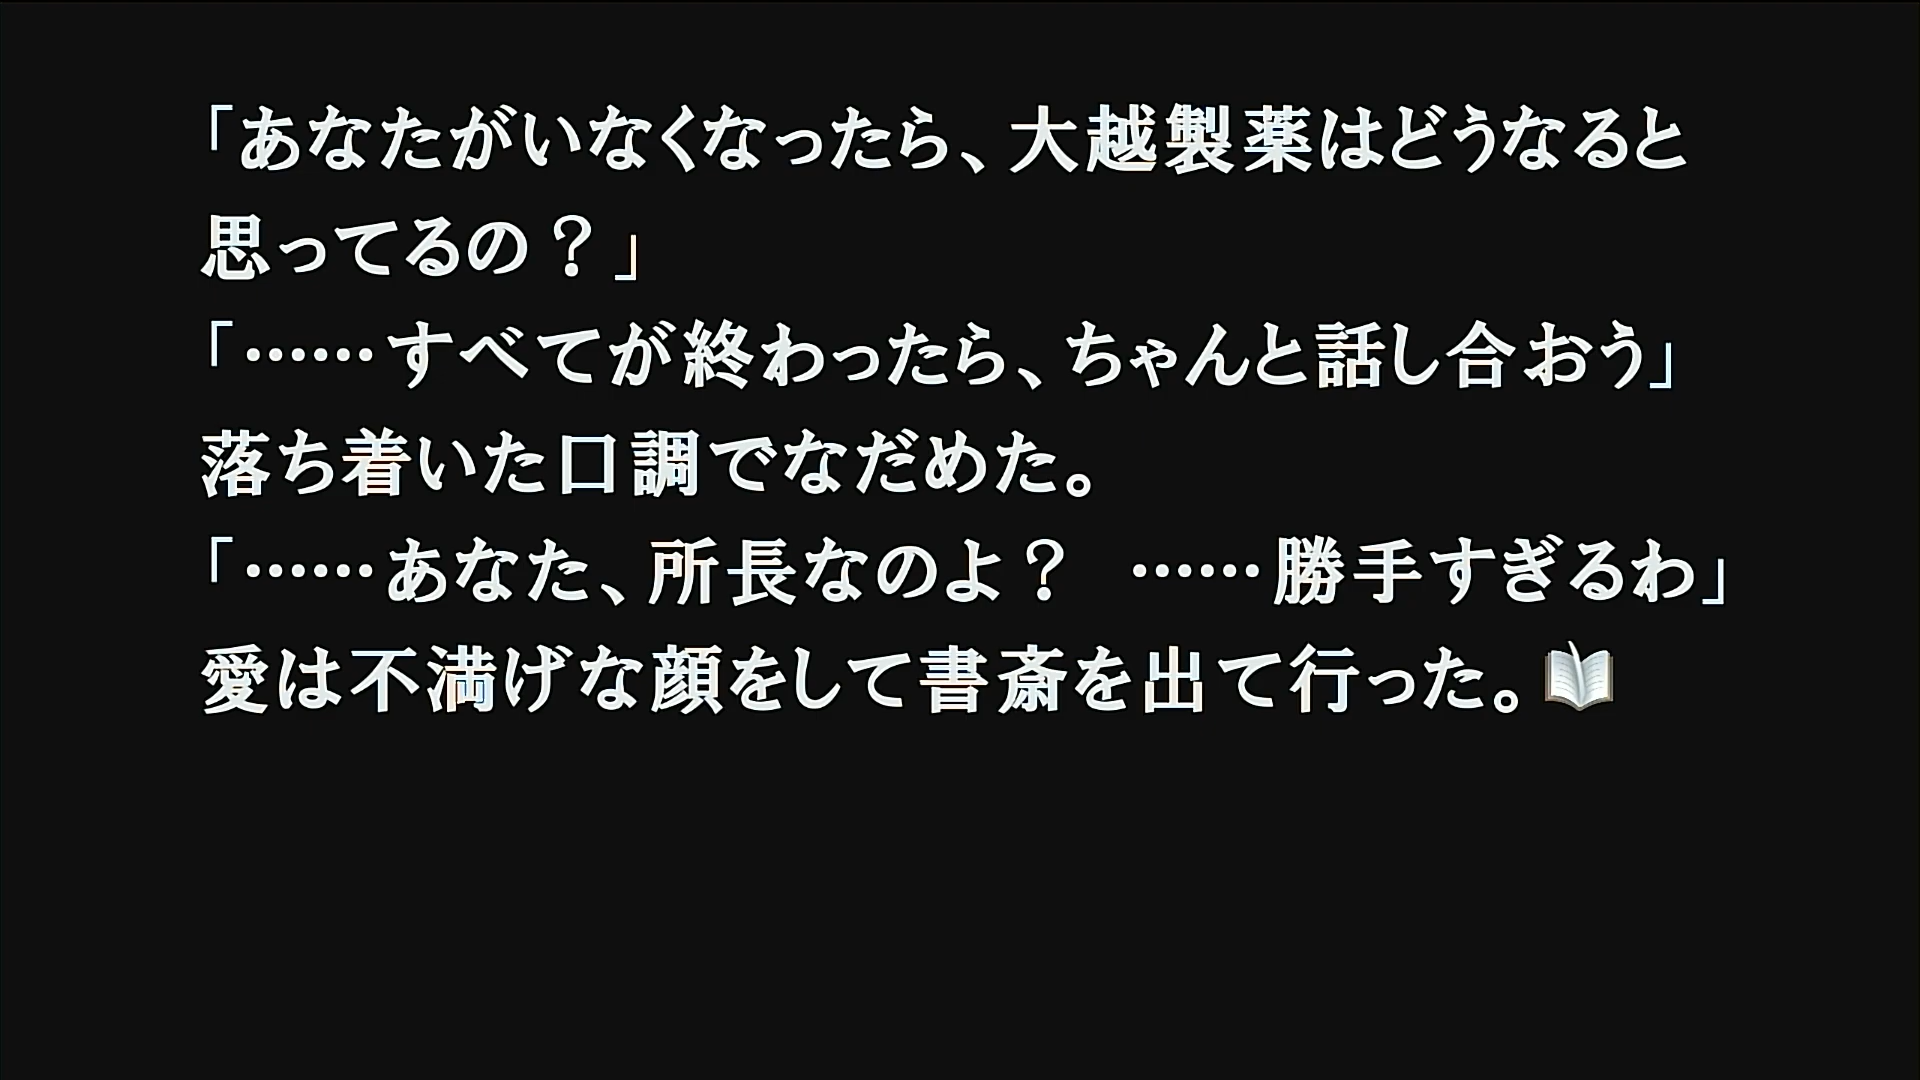 「あなたがいなくなったら、大越製薬はどうなると
思ってるの？」
「……すべてが終わったら、ちゃんと話し合おう」
落ち着いた口調でなだめた。
「……あなた、所長なのよ？　……勝手すぎるわ」
愛は不満げな顔をして書斎を出て行った。